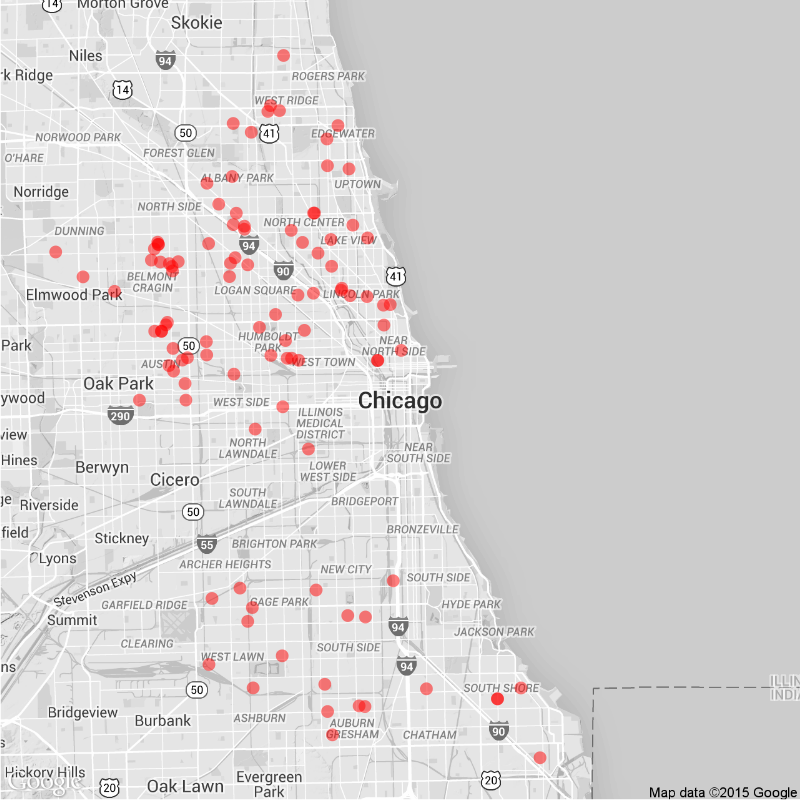 14
Morton Grove
Skokie
Niles
94
rk Ridge
ROGERS PARK
14
WEST RIDGE
50
41
EDGEWATER
NORWOOD PARK
O'HARE
FOREST GLEN
ALBANY PARK
UPTOWN
Norridge
NORTH SIDE
NORTH CENTER
DUNNING
94
LAKE VIEW
90
41
BELMONT
CRAGIN
LOGAN SQUARE
LINCOLN PARK
Elmwood Park
Park
50
HUMBOLDT
PARK
NEAR
NORTH SIDE
AUSTIN
WEST TOWN
Oak Park
ywood
290
WEST SIDE
Chicago
ILLINOIS
MEDICAL
DISTRICT
view
Hines
NORTH
LAWNDALE
NEAR
SOUTH SIDE
Berwyn
LOWER
WEST SIDE
Cicero
ge
Riverside
SOUTH
LAWNDALE
BRIDGEPORT
50
field
BRONZEVILLE
Stickney
55
BRIGHTON PARK
Lyons
ARCHER HEIGHTS
NEW CITY
SOUTH SIDE
Stevenson Expy
GARFIELD RIDGE
GAGE PARK
HYDE PARK
Summit
94
JACKSON PARK
CLEARING
SOUTH SIDE
WEST LAWN
ns
94
ILLIN
INDIA
50
SOUTH SHORE
Bridgeview
Burbank
ASHBURN
AUBURN
GRESHAM
CHATHAM
90
s
Hickory Hills
Google
20
Oak Lawn
Evergreen
Park
20
Map data ©2015 Google